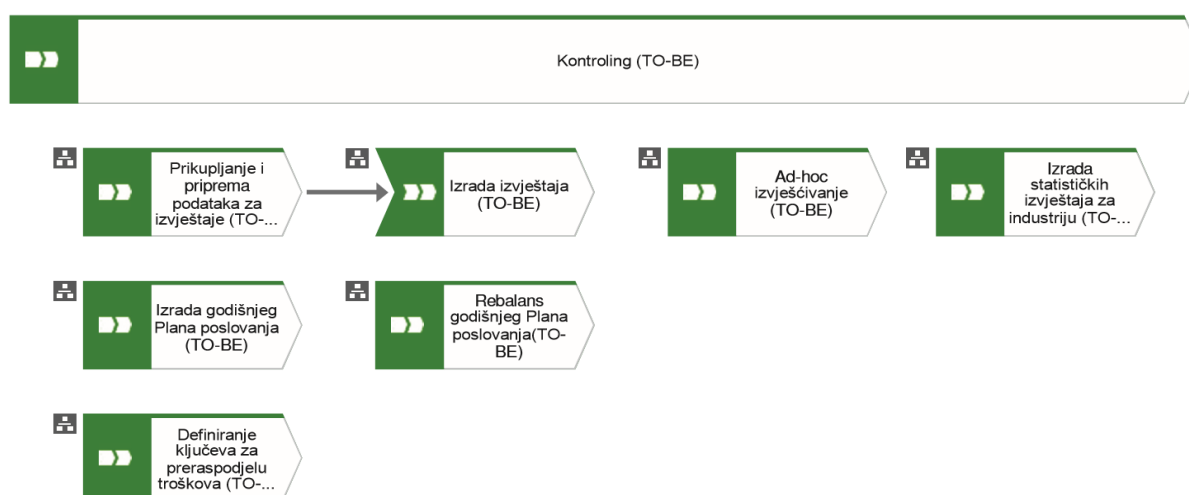 Kontroling (TO-BE)
Prikupljanje i
priprema
podataka za
izvještaje (TO-...
Izrada izvještaja
(TO-BE)
Ad-hoc
izvješćivanje
(TO-BE)
Izrada
statističkih
izvještaja za
industriju (TO-...
Izrada godišnjeg
Plana poslovanja
(TO-BE)
Rebalans
godišnjeg Plana
poslovanja(TO-
BE)
Definiranje
ključeva za
preraspodjelu
troškova (TO-...